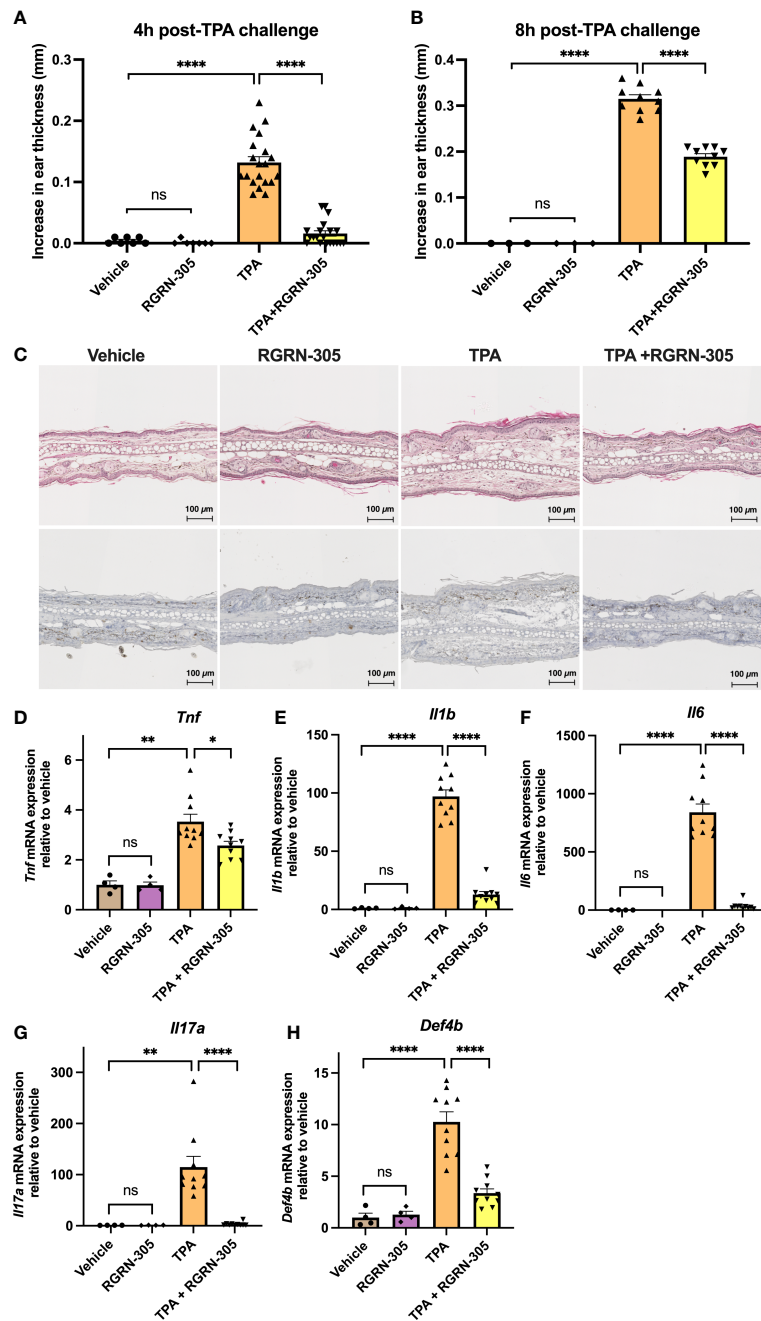 A
4h post-TPA challenge
Increase in ear thickness (mm)
0.3
0.2
0.1
0.0
****
****
ns
Vehicle
RGRN-305
TPA
TPA+RGRN-305
B
8h post-TPA challenge
Increase in ear thickness (mm)
0.4
0.3
0.2
0.1
0.0
****
****
ns
Vehicle
RGRN-305
TPA
TPA+RGRN-305
C
Vehicle
RGRN-305
TPA
TPA +RGRN-305
100 µm
100 µm
100 µm
100 µm
100 µm
100 µm
100 µm
100 µm
D
Tnf
Tnf mRNA expression
relative to vehicle
6
4
2
0
**
*
ns
Vehicle
RGRN-305
TPA
TPA + RGRN-305
E
Il1b
Il1b mRNA expression
relative to vehicle
150
100
50
0
****
****
ns
Vehicle
RGRN-305
TPA
TPA + RGRN-305
F
Il6
Il6 mRNA expression
relative to vehicle
1500
1000
500
0
****
****
ns
Vehicle
RGRN-305
TPA
TPA + RGRN-305
G
Il17a
Il17a mRNA expression
relative to vehicle
300
200
100
0
**
****
ns
Vehicle
RGRN-305
TPA
TPA + RGRN-305
H
Def4b
Def4b mRNA expression
relative to vehicle
15
10
5
0
****
****
ns
Vehicle
RGRN-305
TPA
TPA + RGRN-305